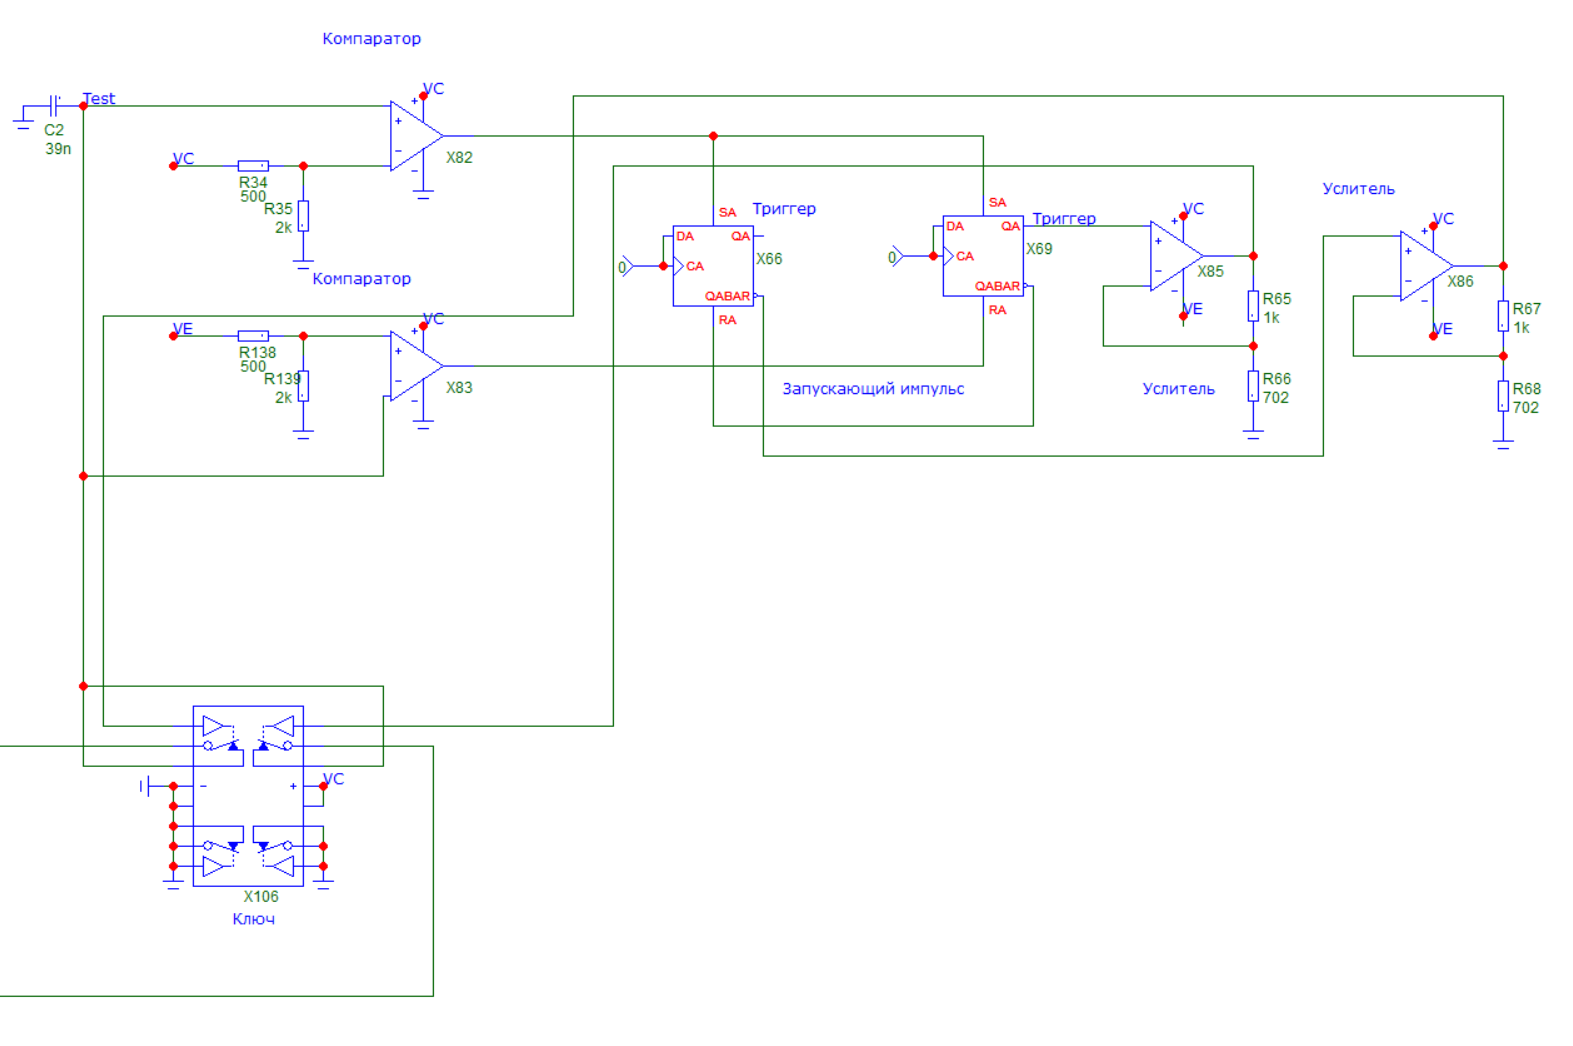 Компаратор
VC
Test
C2
39n
X82
VC
R34
500
R35
2k
SA
Триггер
DA
QA
0
CA
X66
QABAR
RA
SA
Триггер
DA
QA
X69
0
CA
QABAR
RA
VC
X85
VE
R65
1k
Услитель
VC
X86
VE
R67
1k
Компаратор
VC
VE
R138
500
R139
2k
X83
Запускающий импульс
Услитель
R66
702
R68
702
VC
X106
Ключ